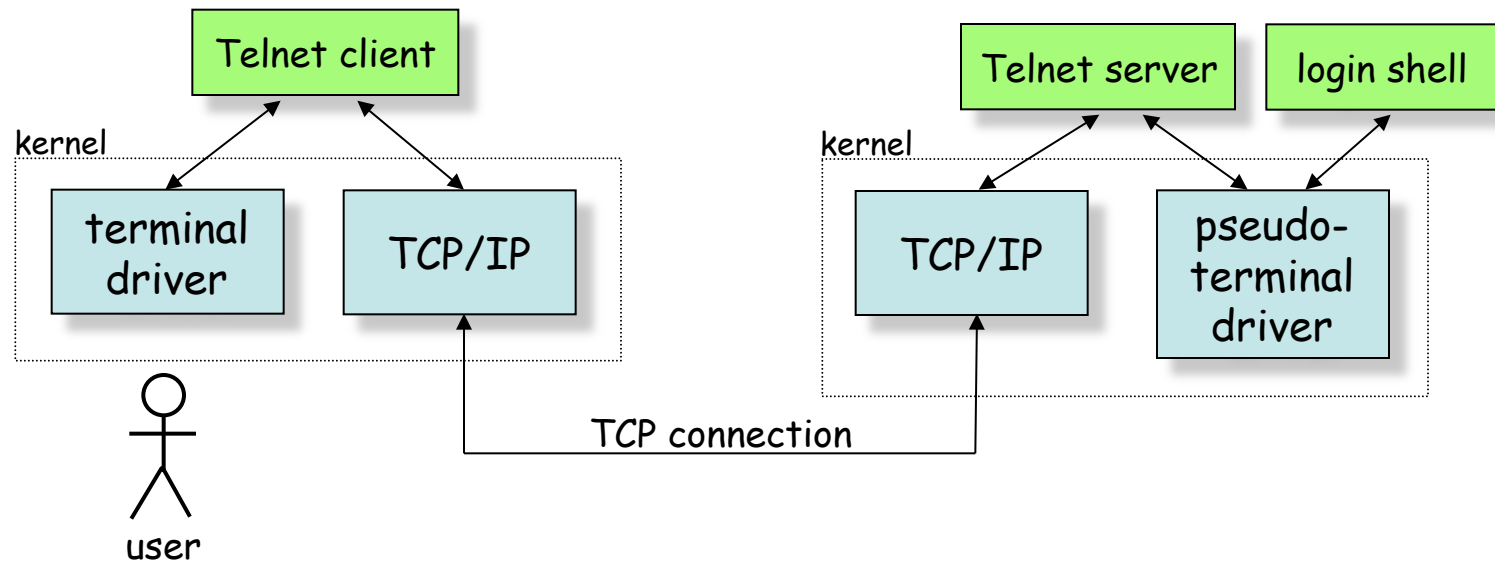 Telnet client
Telnet server
login shell
kernel
kernel
terminal
driver
TCP/IP
TCP/IP
pseudo-
terminal
driver
TCP connection
user